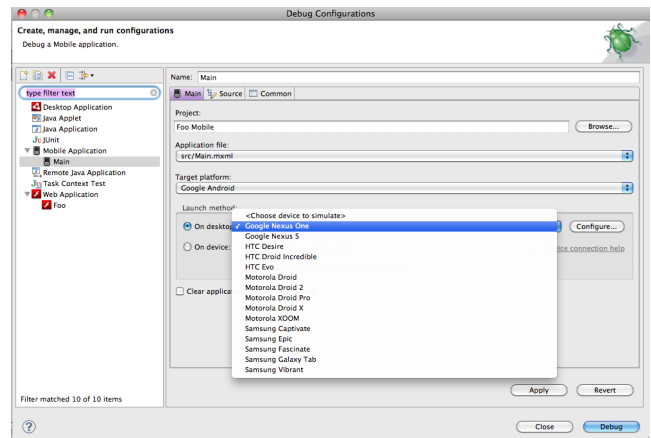 Debug Configurations
Create, manage, and run configurations
Debug a Mobile application.
type filter text
Desktop Application
Java Applet
Java Application
Ju JUnit
Mobile Application
Main
Remote Java Application
Task Context Test
Web Application
Foo
Filter matched 10 of 10 items
Name: Main
Main Source Common
Project:
Foo Mobile
Browse...
Application file:
src/Main.mxml
Target platform:
Google Android
Launch method:
<Choose device to simulate>
On deskto ✓ Google Nexus One Configure...
Google Nexus S
On device: HTC Desire ice connection help
HTC Droid Incredible
HTC Evo
Motorola Droid
Motorola Droid 2
Clear applica Motorola Droid Pro
Motorola Droid X
Motorola XOOM
Samsung Captivate
Samsung Epic
Samsung Fascinate
Samsung Galaxy Tab
Samsung Vibrant
Apply Revert
? Close Debug